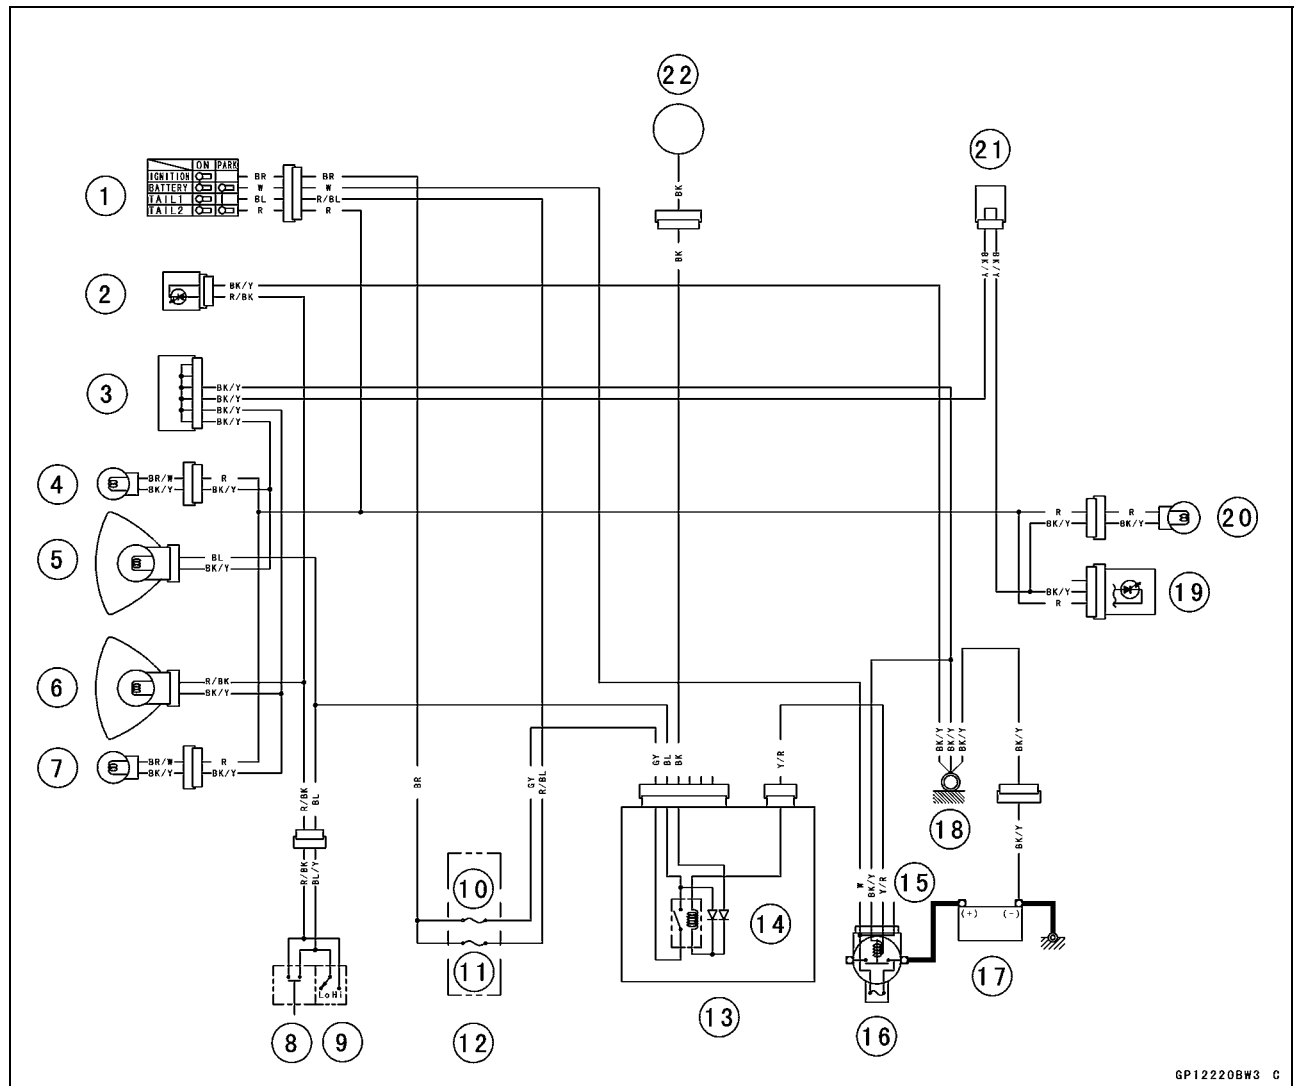 22
21
ON PARK
IGNITION
BATTERY
TAIL1
TAIL2
BR BR
W W
BL R/BL
R R
1
BK
BK
BK/Y BK/Y
2
BK/Y
R/BK
3
BK/Y
BK/Y
BK/Y
BK/Y
4
BR/W R
BK/Y BK/Y
5
BL
BK/Y
R R
BK/Y BK/Y
20
BK/Y
R
19
6
R/BK
BK/Y
7
BR/W R
BK/Y BK/Y
R/BK BL
R/BK BL/Y
BR
GY R/BL
GY BL BK
Y/R
BK/Y BK/Y BK/Y
BK/Y
BK/Y
18
W BK/Y Y/R
15
10
11
14
(+) (-)
17
Lo Hi
8 9
12
13
16
GP12220BW3 C